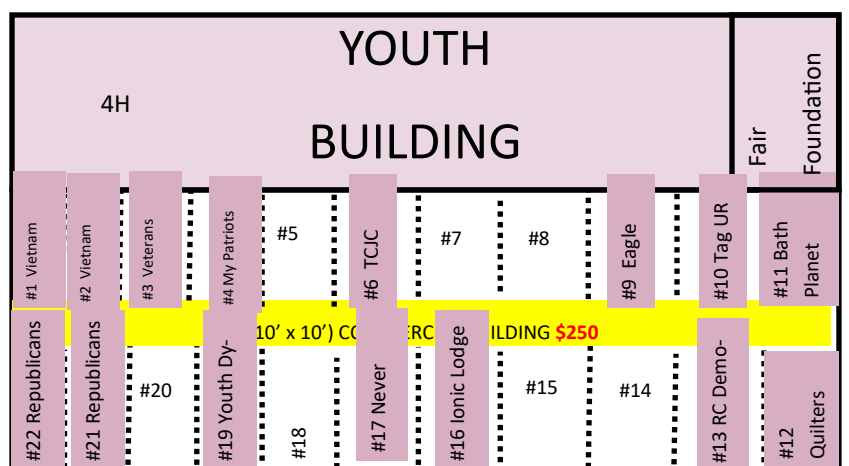 YOUTH
4H
BUILDING
Fair
Foundation
#1 Vietnam
#2 Vietnam
#3 Veterans
#4 My Patriots
#5
#6 TCJC
#7
#8
#9 Eagle
#10 Tag UR
#11 Bath
Planet
10’ x 10’) CO ERC ILDING $250
#22 Republicans
#21 Republicans
#20
#19 Youth Dy-
#18
#17 Never
#16 Ionic Lodge
#15
#14
#13 RC Demo-
#12
Quilters